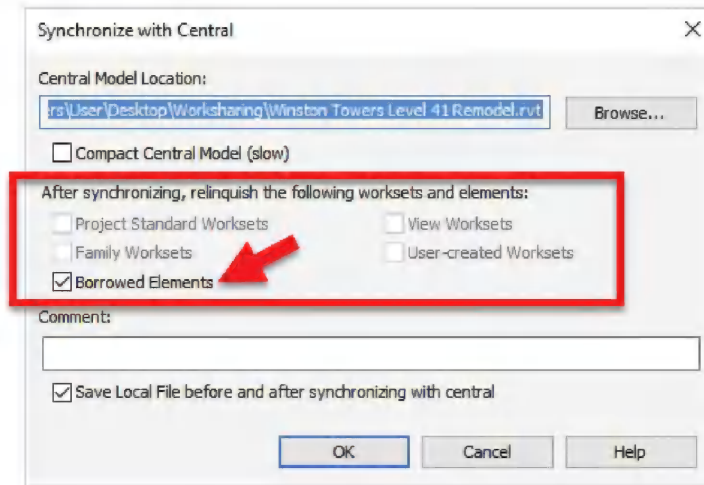 Synchronize with Central
Central Model Location:
ers\User\Desktop\Worksharing\Winston Towers Level 41 Remodel.rvt Browse...
Compact Central Model (slow)
After synchronizing, relinquish the following worksets and elements:
Project Standard Worksets View Worksets
Family Worksets User-created Worksets
Borrowed Elements
Comment:
Save Local File before and after synchronizing with central
OK Cancel Help